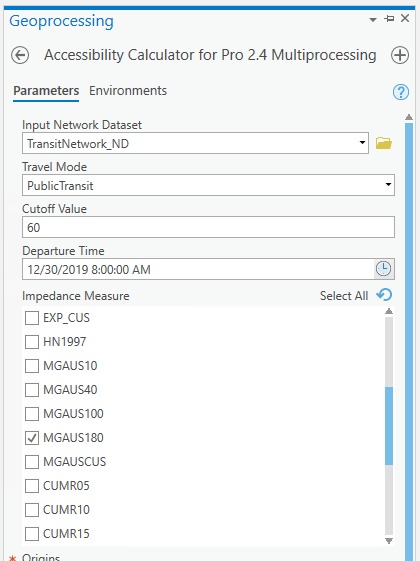 Geoprocessing
Accessibility Calculator for Pro 2.4 Multiprocessing
Parameters Environments
Input Network Dataset
TransitNetwork_ND
Travel Mode
PublicTransit
Cutoff Value
60
Departure Time
12/30/2019 8:00:00 AM
Impedance Measure Select All
EXP_CUS
HN1997
MGAUS10
MGAUS40
MGAUS100
MGAUS180
MGAUSCUS
CUMR05
CUMR10
CUMR15
* Origins